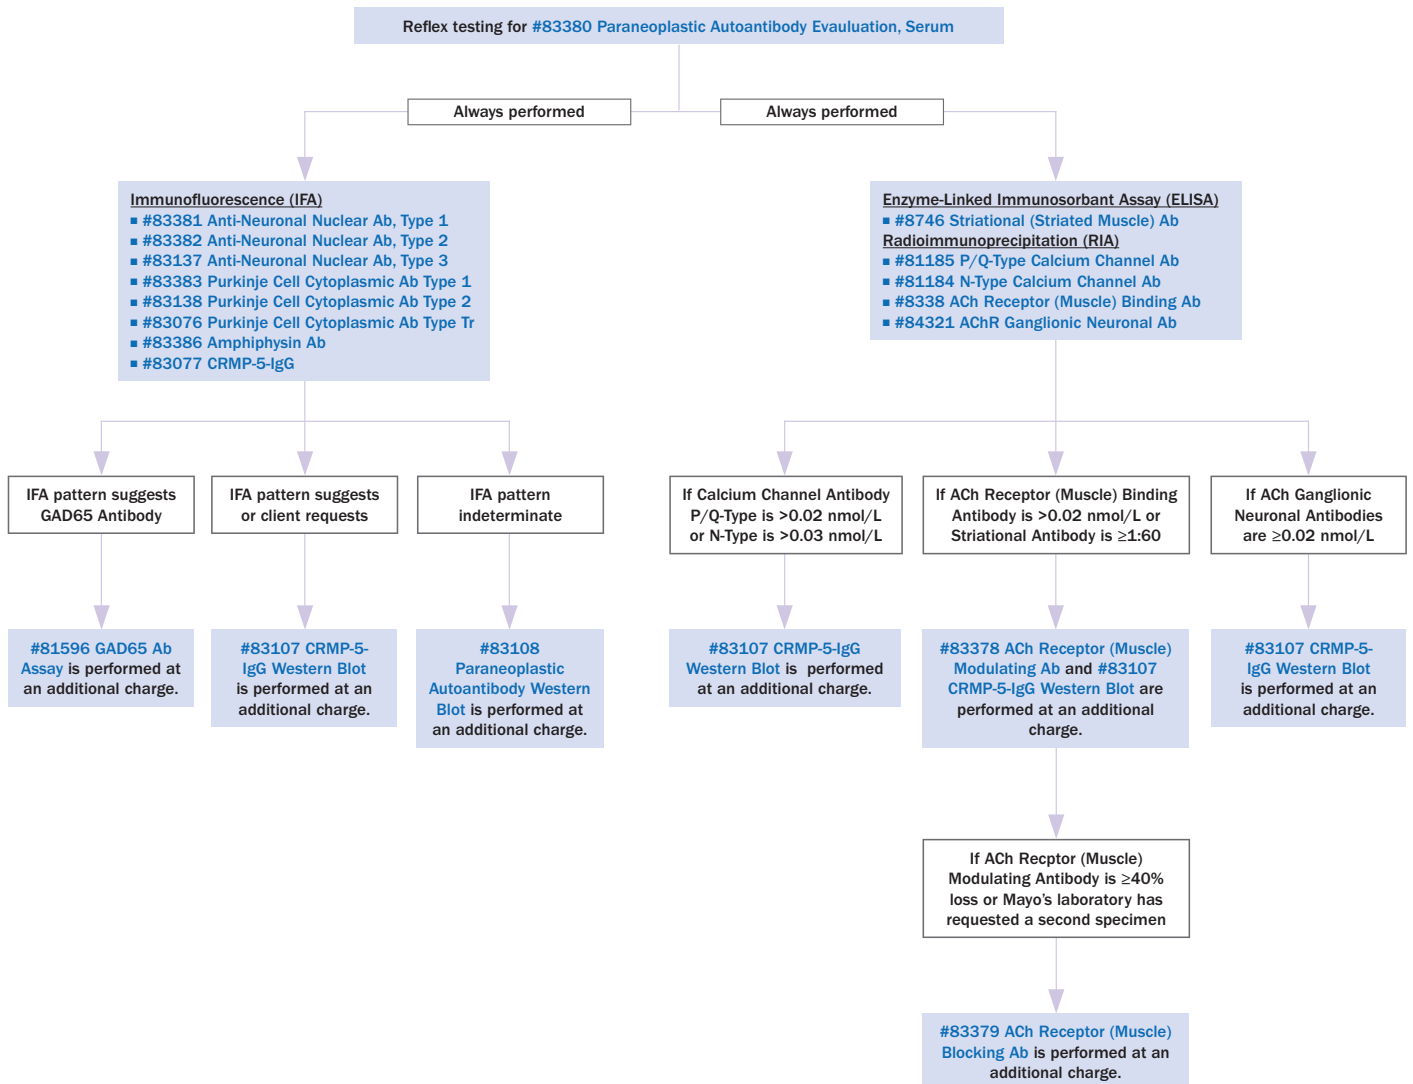 Reflex testing for #83380 Paraneoplastic Autoantibody Evauluation, Serum
Always performed
Always performed
Immunofluorescence (IFA)
▪ #83381 Anti-Neuronal Nuclear Ab, Type 1
▪ #83382 Anti-Neuronal Nuclear Ab, Type 2
▪ #83137 Anti-Neuronal Nuclear Ab, Type 3
▪ #83383 Purkinje Cell Cytoplasmic Ab Type 1
▪ #83138 Purkinje Cell Cytoplasmic Ab Type 2
▪ #83076 Purkinje Cell Cytoplasmic Ab Type Tr
▪ #83386 Amphiphysin Ab
▪ #83077 CRMP-5-IgG
Enzyme-Linked Immunosorbant Assay (ELISA)
▪ #8746 Striational (Striated Muscle) Ab
Radioimmunoprecipitation (RIA)
▪ #81185 P/Q-Type Calcium Channel Ab
▪ #81184 N-Type Calcium Channel Ab
▪ #8338 ACh Receptor (Muscle) Binding Ab
▪ #84321 AChR Ganglionic Neuronal Ab
IFA pattern suggests
GAD65 Antibody
IFA pattern suggests
or client requests
IFA pattern
indeterminate
If Calcium Channel Antibody
P/Q-Type is >0.02 nmol/L
or N-Type is >0.03 nmol/L
If ACh Receptor (Muscle) Binding
Antibody is >0.02 nmol/L or
Striational Antibody is ≥1:60
If ACh Ganglionic
Neuronal Antibodies
are ≥0.02 nmol/L
#81596 GAD65 Ab
Assay is performed at
an additional charge.
#83107 CRMP-5-
IgG Western Blot
is performed at an
additional charge.
#83108
Paraneoplastic
Autoantibody Western
Blot is performed at
an additional charge.
#83107 CRMP-5-IgG
Western Blot is performed
at an additional charge.
#83378 ACh Receptor (Muscle)
Modulating Ab and #83107
CRMP-5-IgG Western Blot are
performed at an additional
charge.
#83107 CRMP-5-
IgG Western Blot
is performed at an
additional charge.
If ACh Recptor (Muscle)
Modulating Antibody is ≥40%
loss or Mayo's laboratory has
requested a second specimen
#83379 ACh Receptor (Muscle)
Blocking Ab is performed at an
additional charge.